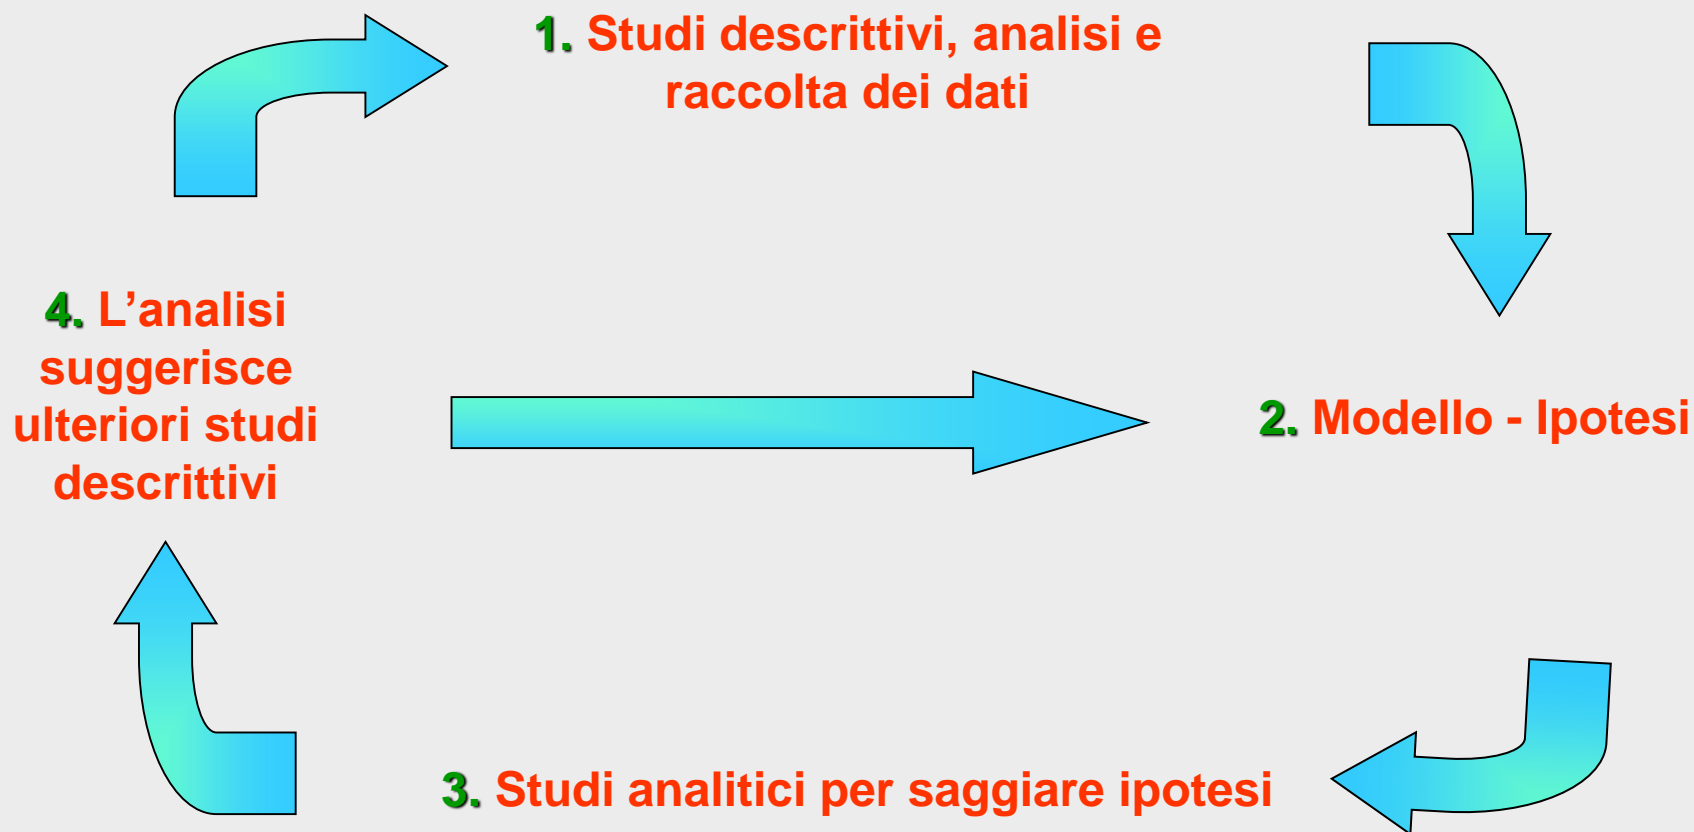 1. Studi descrittivi, analisi e
raccolta dei dati
2. Modello - Ipotesi
3. Studi analitici per saggiare ipotesi
4. L’analisi
suggerisce
ulteriori studi
descrittivi